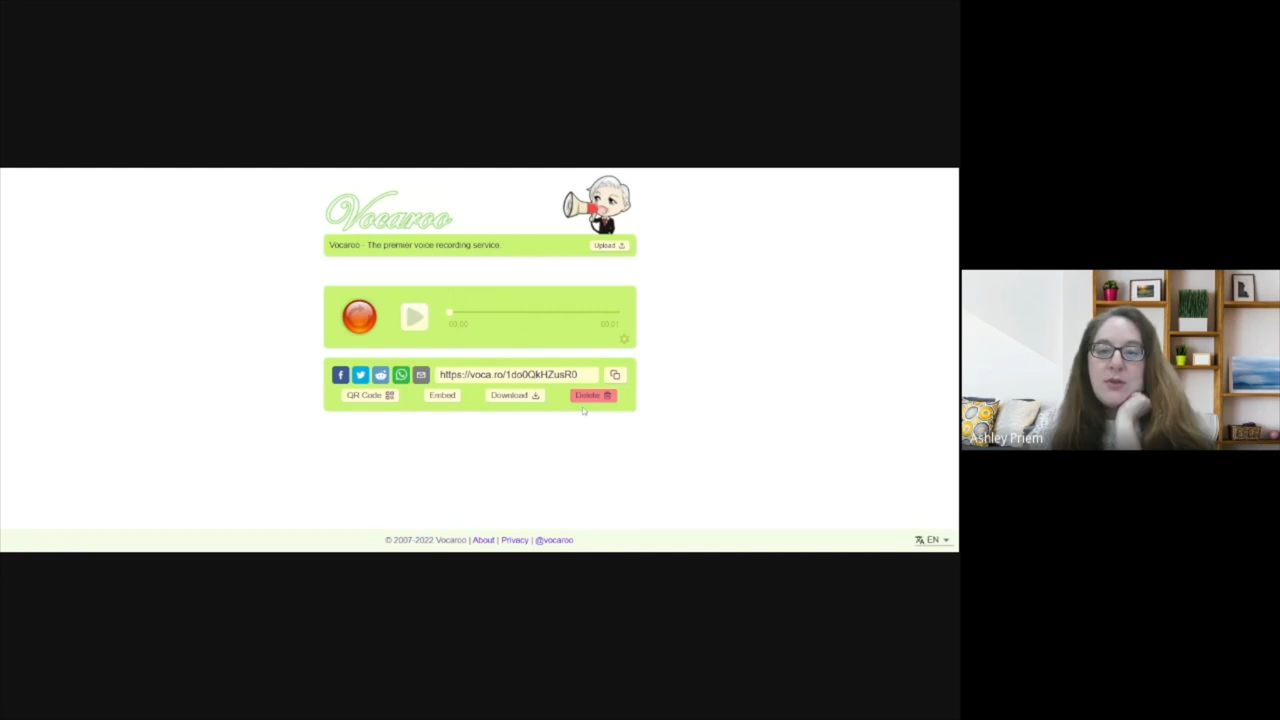 Vocaroo
Vocaroo - The premier voice recording service.
Upload
00:00
00:01
https://voca.ro/1do0QkHZusR0
QR Code
Embed
Download
Delete
© 2007-2022 Vocaroo | About | Privacy | @vocaroo
EN
Ashley Priem